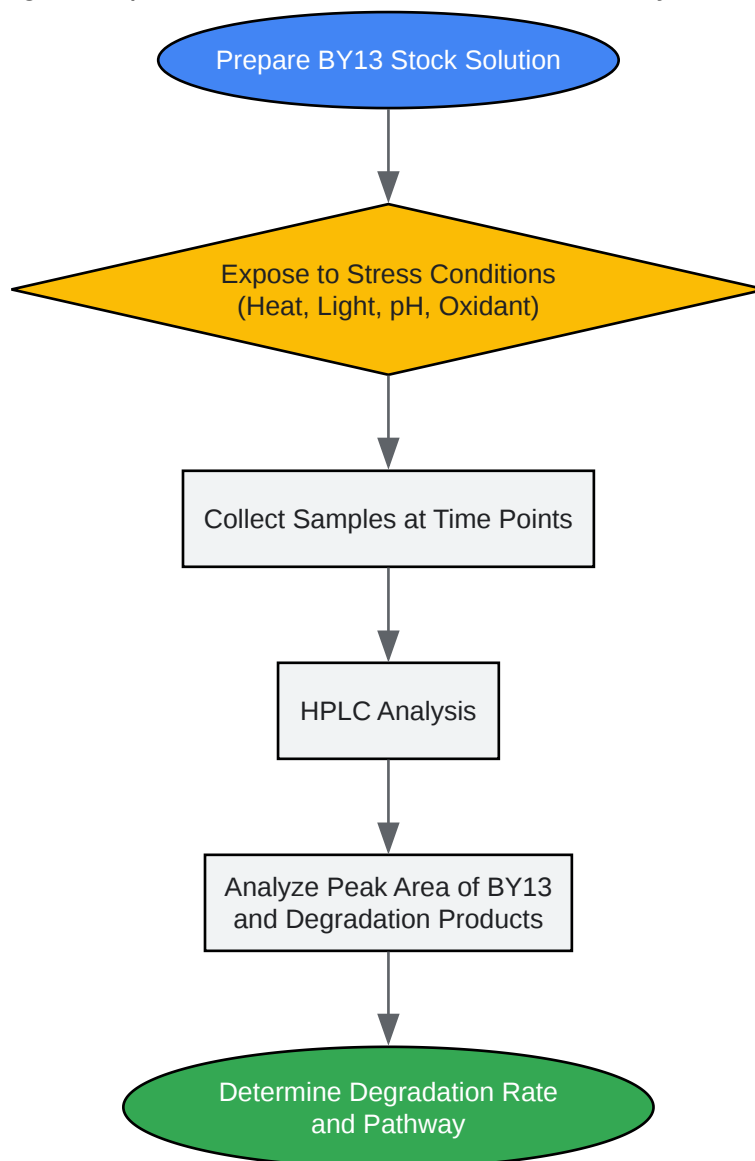 Prepare BY13 Stock Solution
Expose to Stress Conditions
(Heat, Light, pH, Oxidant)
Collect Samples at Time Points
HPLC Analysis
Analyze Peak Area of BY13
and Degradation Products
Determine Degradation Rate
and Pathway